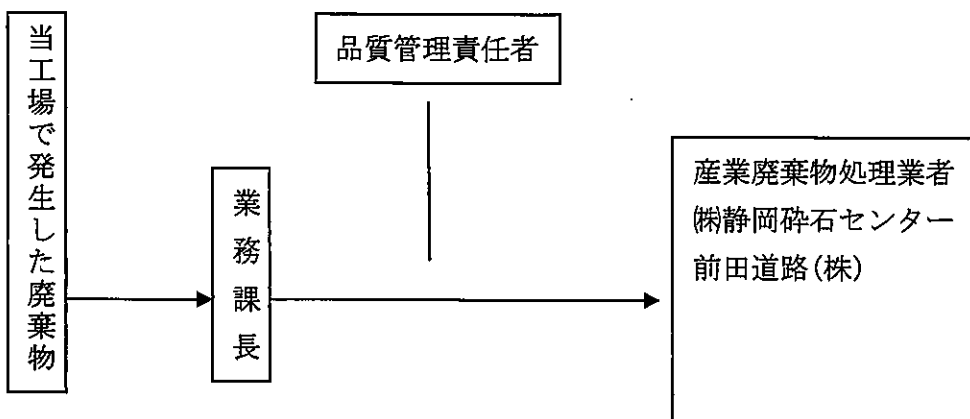 当工場で発生した廃棄物
品質管理責任者
業務課長
産業廃棄物処理業者
㈱静岡砕石センター
前田道路(株)